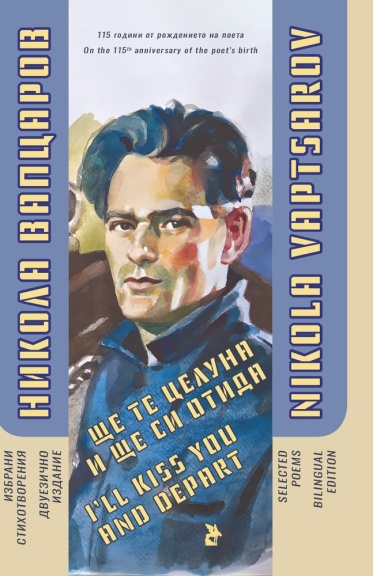 115 години от рождението на поета
On the 115th anniversary of the poet's birth
НИКОЛА ВАПЦАРОВ
NIKOLA VAPTSAROV
ЩЕ ТЕ ЦЕЛУНА
И ЩЕ СИ ОТИДА
I'LL KISS YOU
AND DEPART
ИЗБРАНИ
СТИХОТВОРЕНИЯ
ДВУЕЗИЧНО
ИЗДАНИЕ
SELECTED
POEMS
BILINGUAL
EDITION